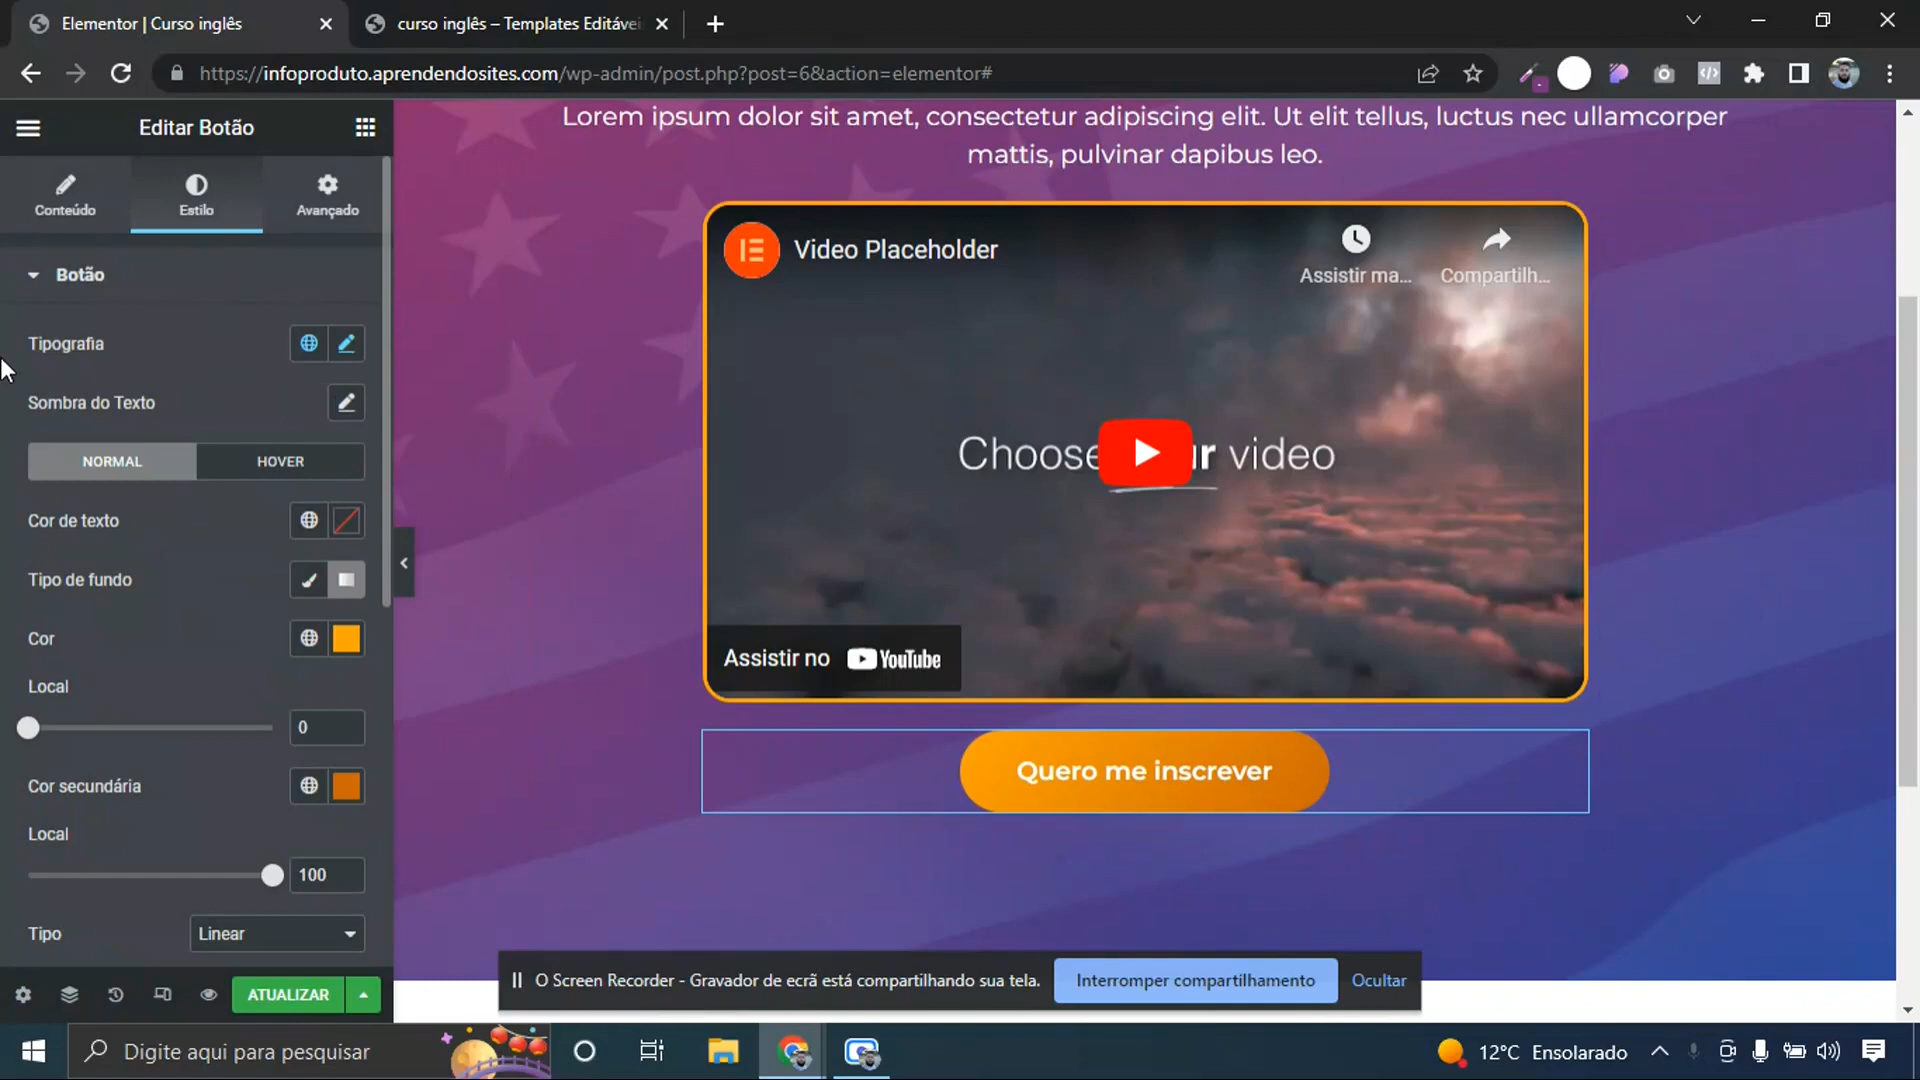 Elementor | Curso inglês
curso inglês – Templates Editávei
https://infoproduto.aprendendosites.com/wp-admin/post.php?post=6&action=elementor#
Editar Botão
Conteúdo
Estilo
Avançado
Botão
Tipografia
Sombra do Texto
NORMAL
HOVER
Cor de texto
Tipo de fundo
Cor
Local
0
Cor secundária
Local
100
Tipo
Linear
ATUALIZAR
Lorem ipsum dolor sit amet, consectetur adipiscing elit. Ut elit tellus, luctus nec ullamcorper
mattis, pulvinar dapibus leo.
Video Placeholder
Assistir ma...
Compartilh...
Choose
r video
Assistir no YouTube
Quero me inscrever
O Screen Recorder - Gravador de ecrã está compartilhando sua tela.
Interromper compartilhamento
Ocultar
Digite aqui para pesquisar
12°C Ensolarado